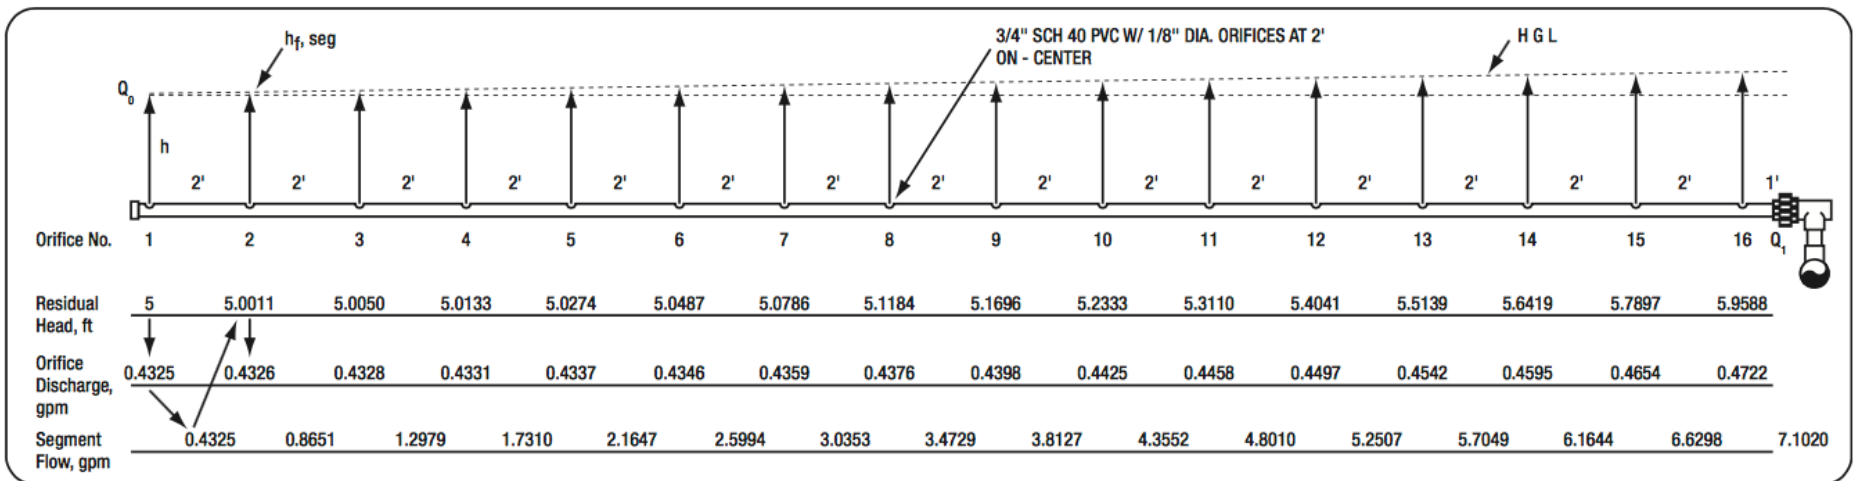 hf, seg
3/4" SCH 40 PVC W/ 1/8" DIA. ORIFICES AT 2'
ON - CENTER
H G L
Q0
h
2' 2' 2' 2' 2' 2' 2' 2' 2' 2' 2' 2' 2' 2' 2' 1'
Orifice No. 1 2 3 4 5 6 7 8 9 10 11 12 13 14 15 16 Q1
Residual 5 5.0011 5.0050 5.0133 5.0274 5.0487 5.0786 5.1184 5.1696 5.2333 5.3110 5.4041 5.5139 5.6419 5.7897 5.9588
Head, ft
Orifice
Discharge, 0.4325 0.4326 0.4328 0.4331 0.4337 0.4346 0.4359 0.4376 0.4398 0.4425 0.4458 0.4497 0.4542 0.4595 0.4654 0.4722
gpm
Segment 0.4325 0.8651 1.2979 1.7310 2.1647 2.5994 3.0353 3.4729 3.8127 4.3552 4.8010 5.2507 5.7049 6.1644 6.6298 7.1020
Flow, gpm